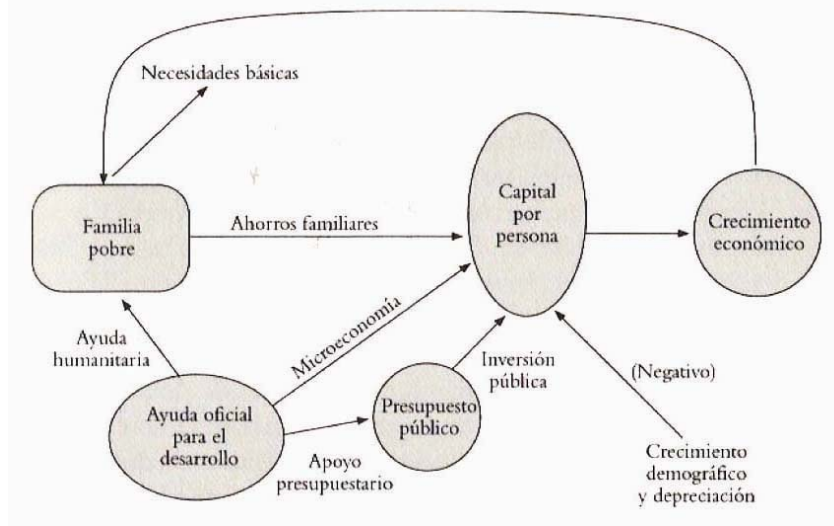 Necesidades básicas
Familia
pobre
Ahorros familiares
Capital
por
persona
Crecimiento
económico
Ayuda
humanitaria
Microeconomía
Inversión
pública
(Negativo)
Ayuda oficial
para el
desarrollo
Presupuesto
público
Apoyo
presupuestario
Crecimiento
demográfico
y depreciación